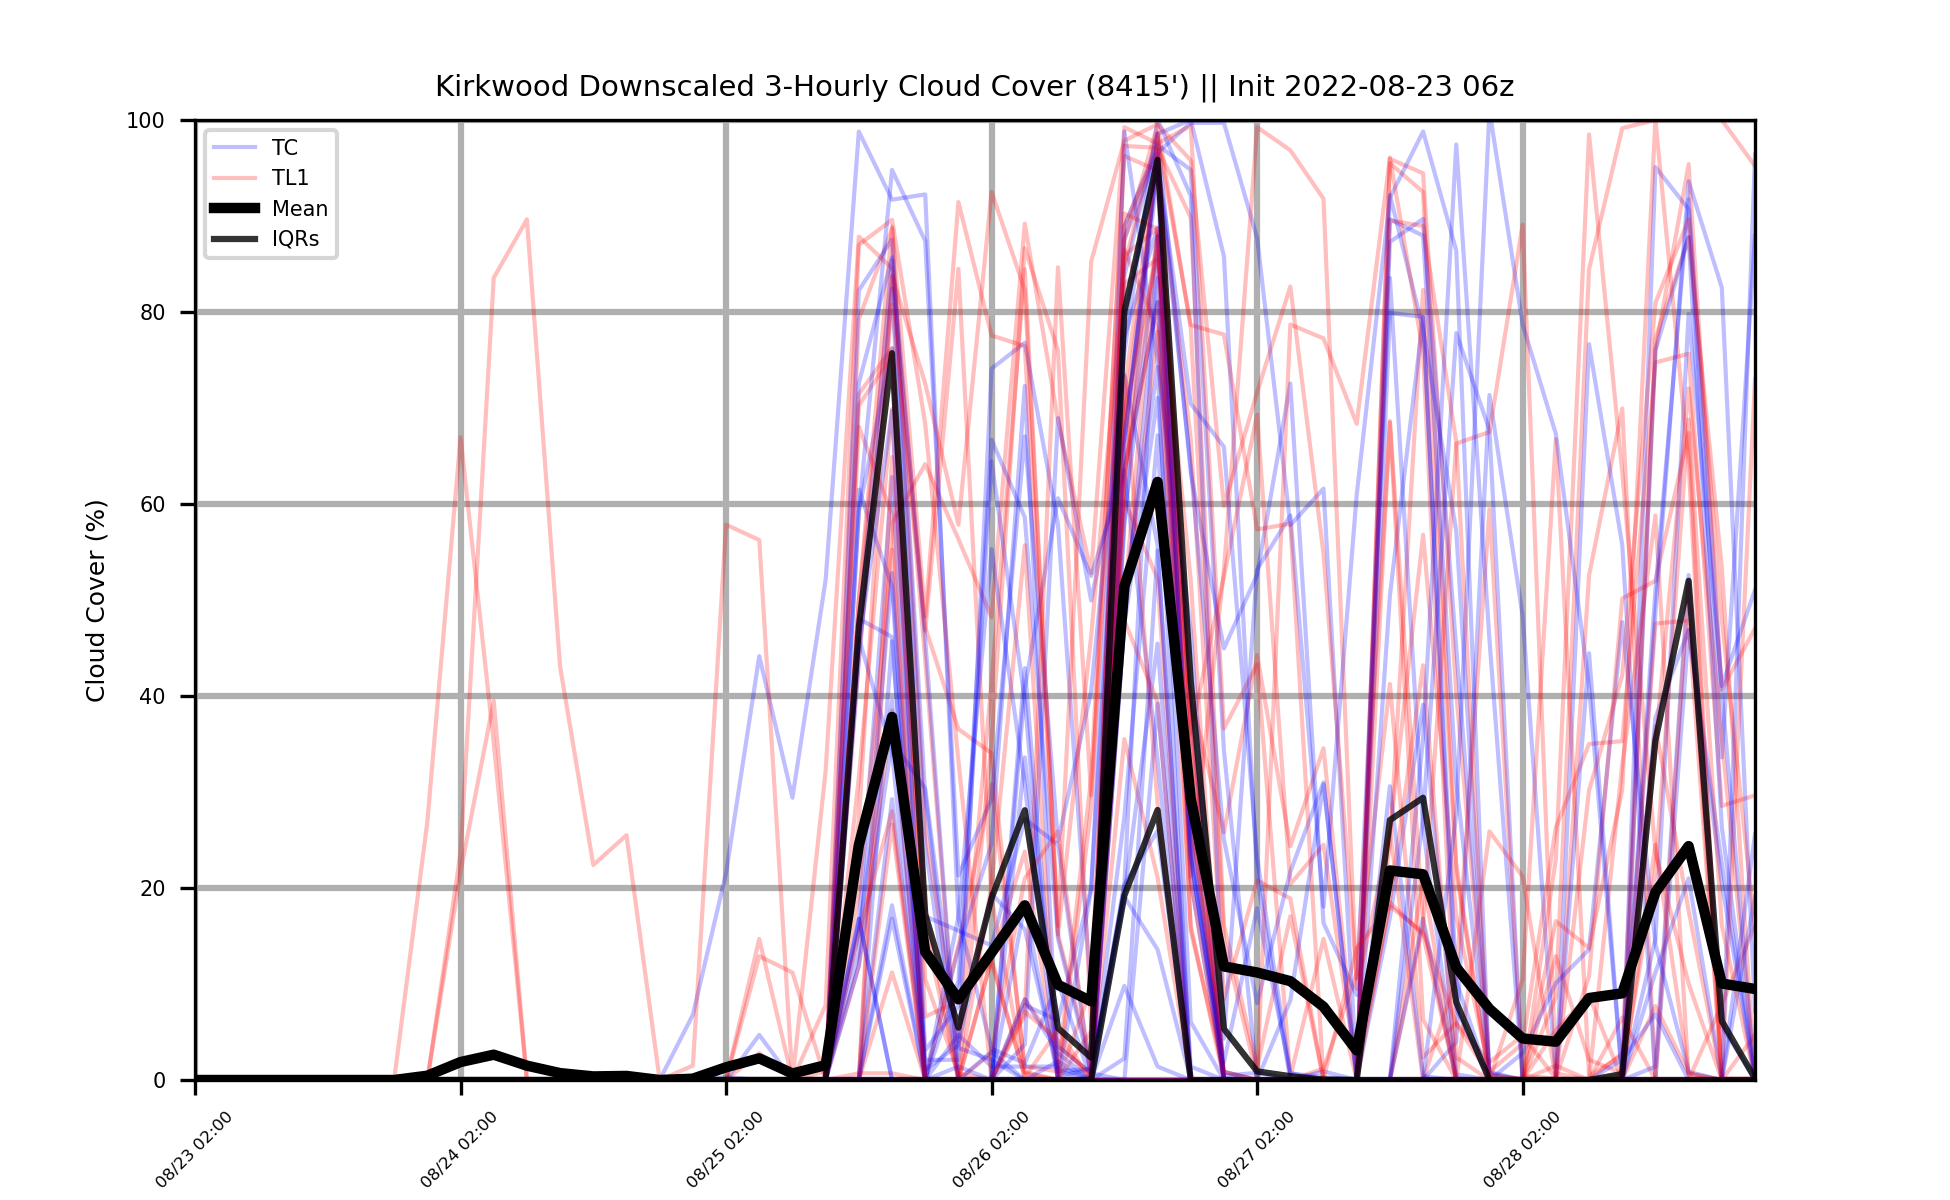 Kirkwood Downscaled 3-Hourly Cloud Cover (8415') || Init 2022-08-23 06z
TC
TL1
Mean
IQRs
Cloud Cover (%)
100
80
60
40
20
0
08/23 02:00
08/24 02:00
08/25 02:00
08/26 02:00
08/27 02:00
08/28 02:00